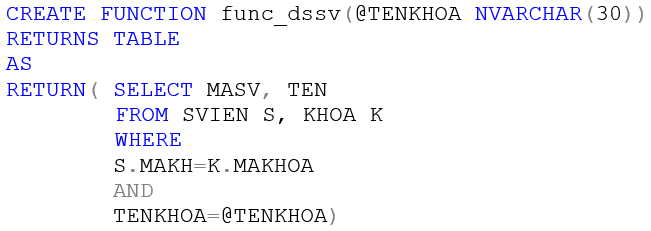 CREATE FUNCTION func_dssv(@TENKHOA NVARCHAR(30))
RETURNS TABLE
AS
RETURN( SELECT MASV, TEN
FROM SVIEN S, KHOA K
WHERE
S.MAKH=K.MAKHOA
AND
TENKHOA=@TENKHOA)